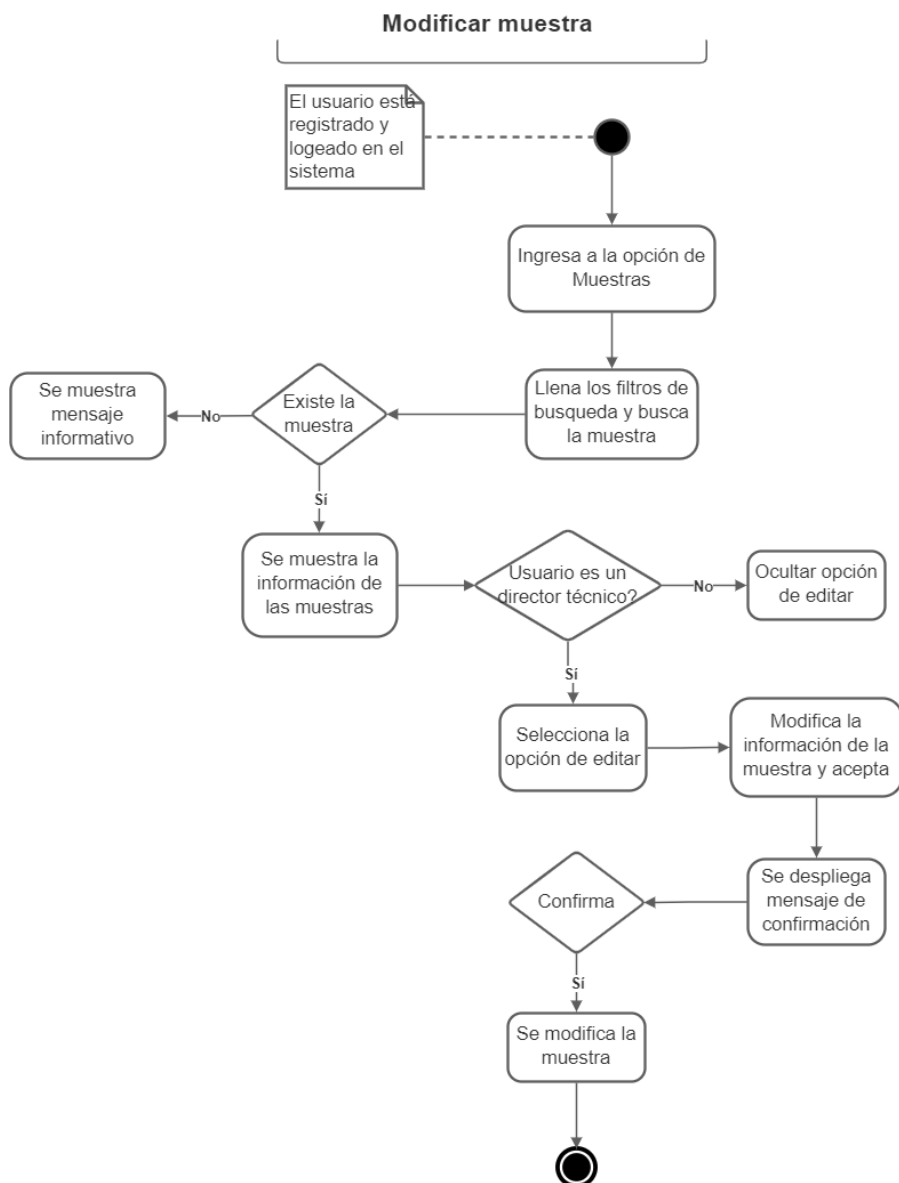 Modificar muestra
El usuario está
registrado y
logeado en el
sistema
Ingresa a la opción de
Muestras
Llena los filtros de
busqueda y busca
la muestra
Existe la
muestra
No
Se muestra
mensaje
informativo
Sí
Se muestra la
información de
las muestras
Usuario es un
director técnico?
No
Ocultar opción
de editar
Sí
Selecciona la
opción de editar
Modifica la
información de la
muestra y acepta
Se despliega
mensaje de
confirmación
Confirma
Sí
Se modifica la
muestra